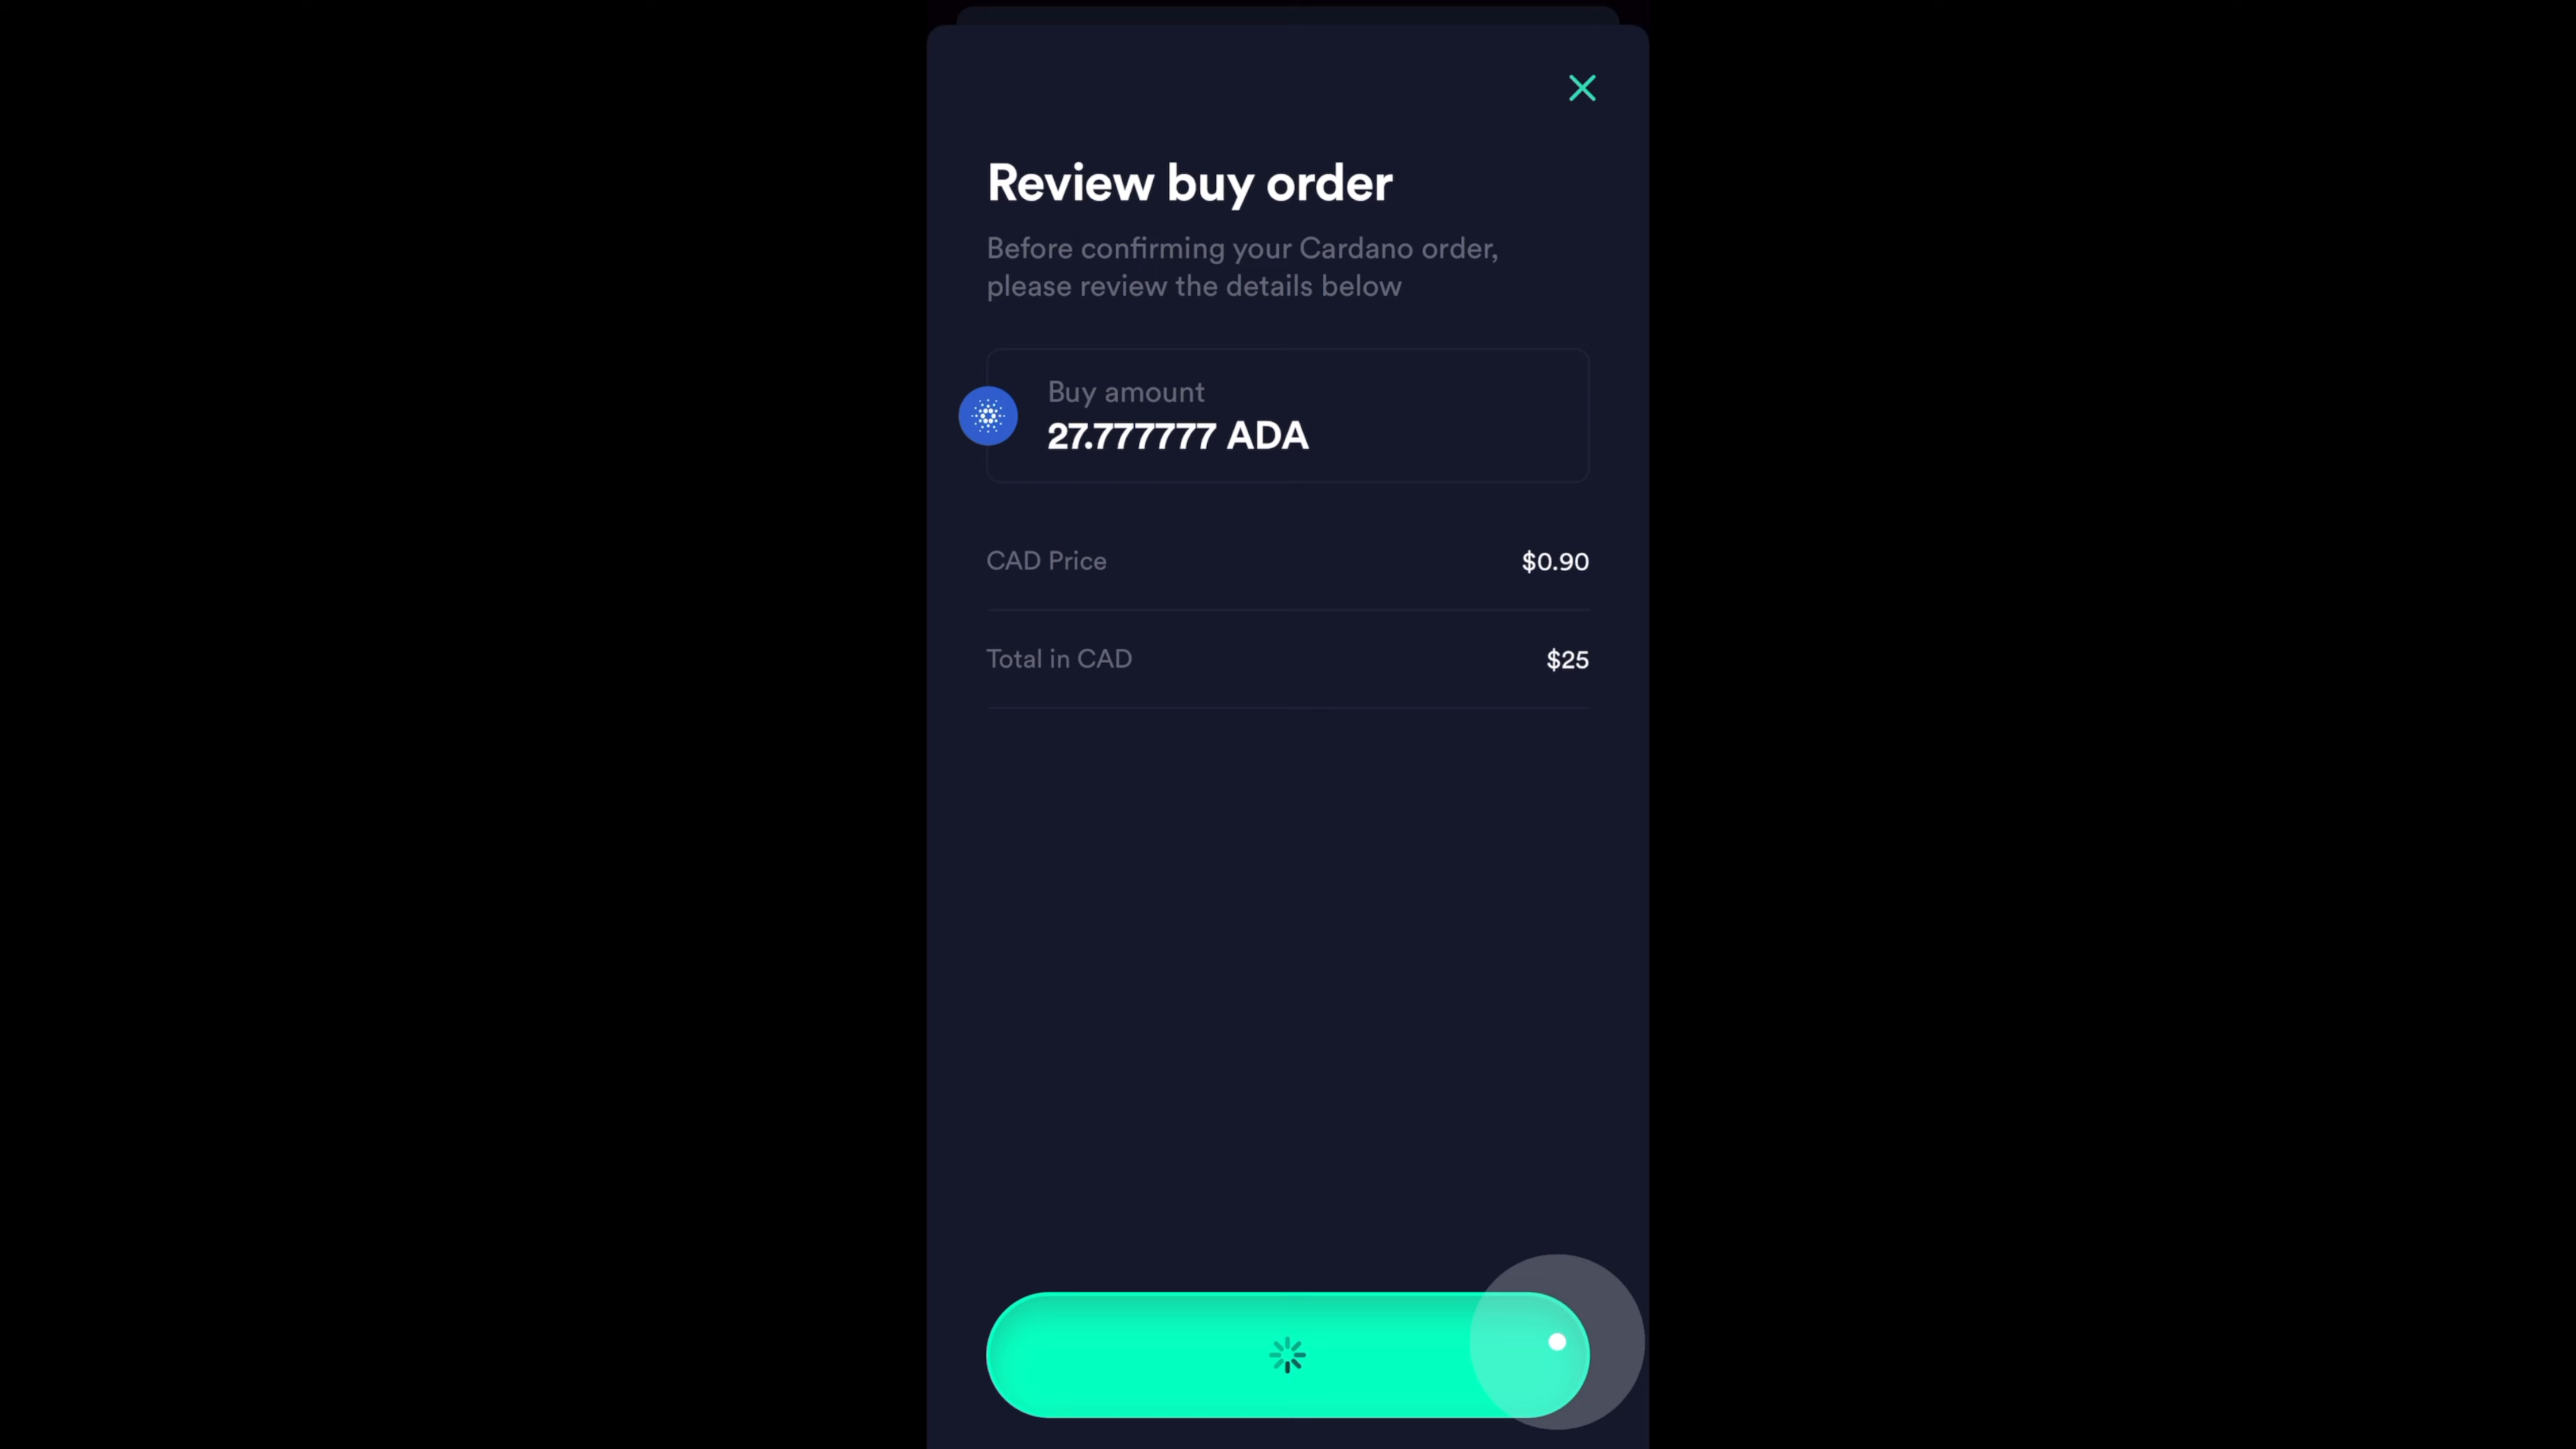 Review buy order
Before confirming your Cardano order,
please review the details below
Buy amount
27.777777 ADA
CAD Price
$0.90
Total in CAD
$25